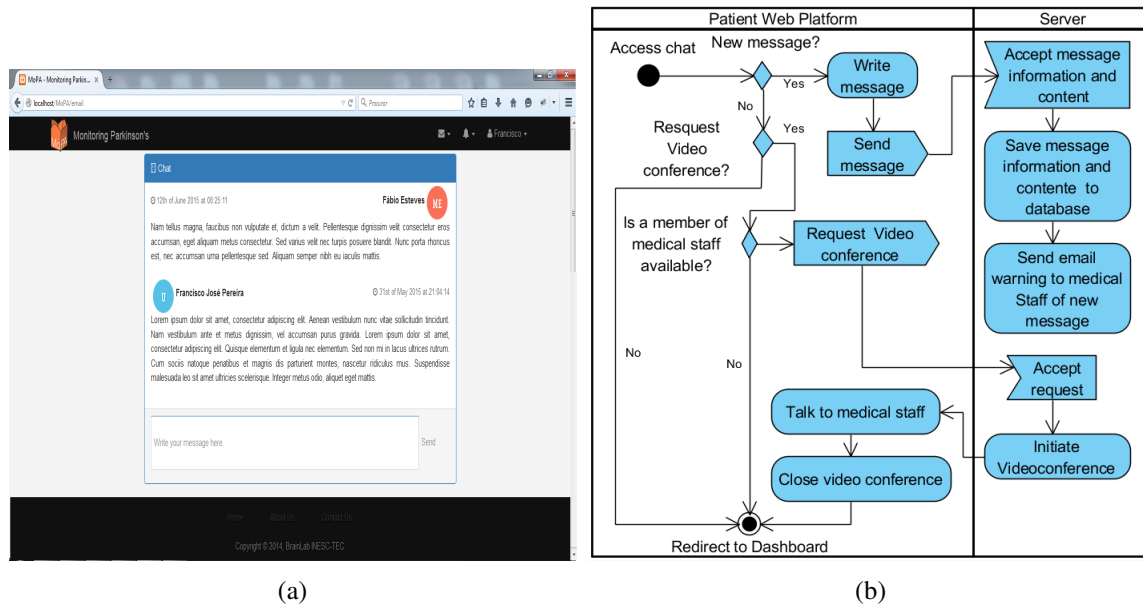 MoPA - Monitoring Parkin...
localhost/MoPA/email
Procurar
Monitoring Parkinson's
Francisco
Chat
12th of June 2015 at 08:25:11
Fábio Esteves
ME
Nam tellus magna, faucibus non vulputate et, dictum a velit. Pellentesque dignissim velit consectetur eros
accumsan, eget aliquam metus consectetur. Sed varius velit nec turpis posuere blandit. Nunc porta rhoncus
est, nec accumsan urna pellentesque sed. Aliquam semper nibh eu iaculis mattis.
U
Francisco José Pereira
31st of May 2015 at 21:04:14
Lorem ipsum dolor sit amet, consectetur adipiscing elit. Aenean vestibulum nunc vitae sollicitudin tincidunt.
Nam vestibulum ante et metus dignissim, vel accumsan purus gravida. Lorem ipsum dolor sit amet,
consectetur adipiscing elit. Quisque elementum et ligula nec elementum. Sed non mi in lacus ultrices rutrum.
Cum sociis natoque penatibus et magnis dis parturient montes, nascetur ridiculus mus. Suspendisse
malesuada leo sit amet ultricies scelerisque. Integer metus odio, aliquet eget mattis.
Write your message here.
Send
Home
About Us
Contact Us
Copyright © 2014, BrainLab INESC-TEC
(a)
Patient Web Platform
Server
Access chat
New message?
Yes
Write
message
Accept message
information and
content
No
Resquest
Video
conference?
Yes
Send
message
Save message
information and
contente to
database
Is a member of
medical staff
available?
Request Video
conference
Send email
warning to medical
Staff of new
message
No
No
Accept
request
Talk to medical staff
Initiate
Videoconference
Close video conference
Redirect to Dashboard
(b)